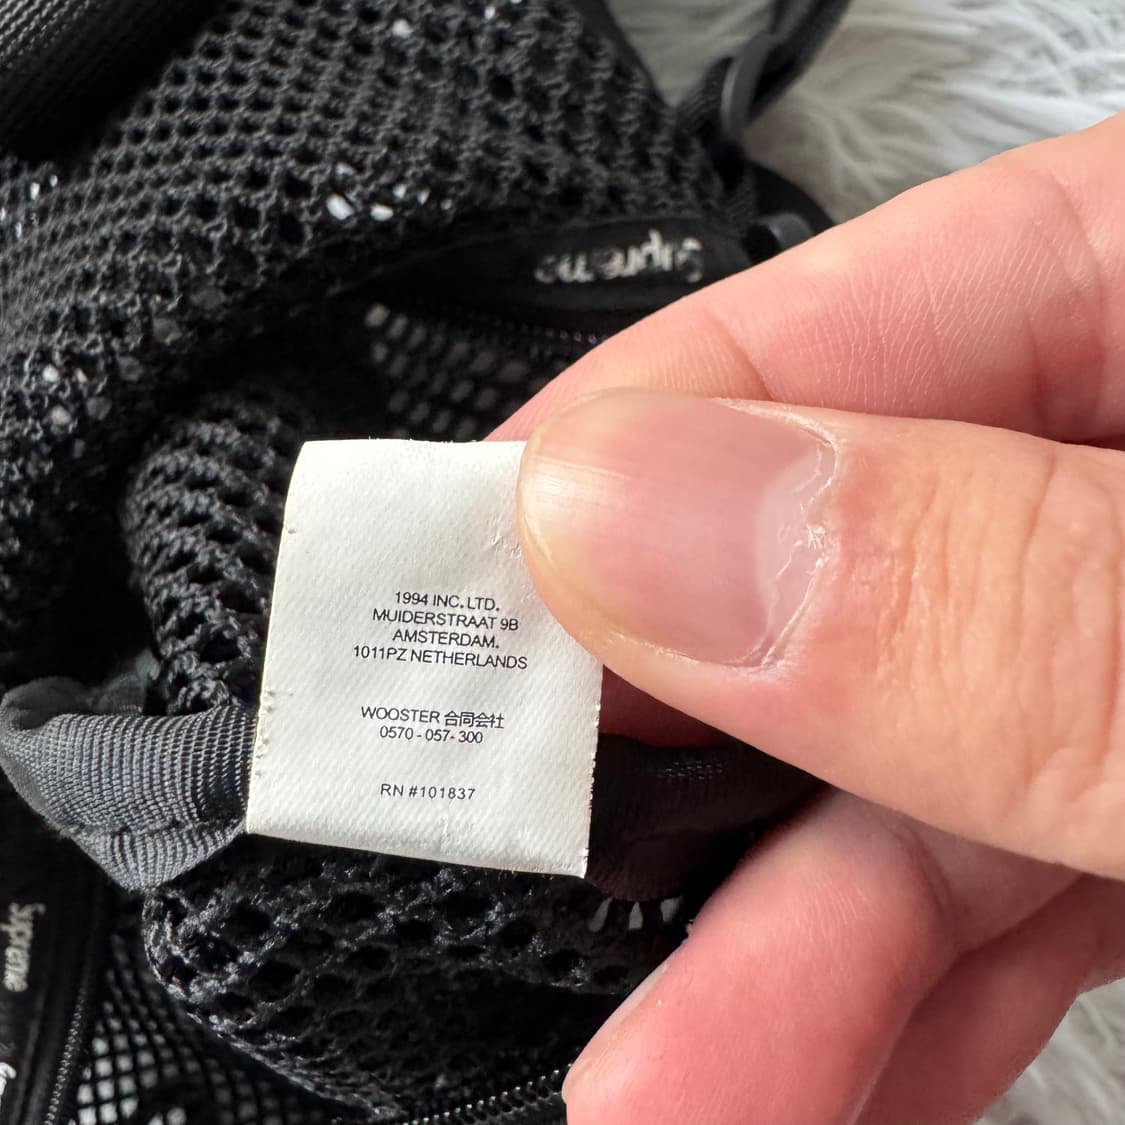 Supreme
1994 INC. LTD.
MUIDERSTRAAT 9B
AMSTERDAM.
1011PZ NETHERLANDS
WOOSTER 合同会社
0570 - 057- 300
RN #101837
Supreme